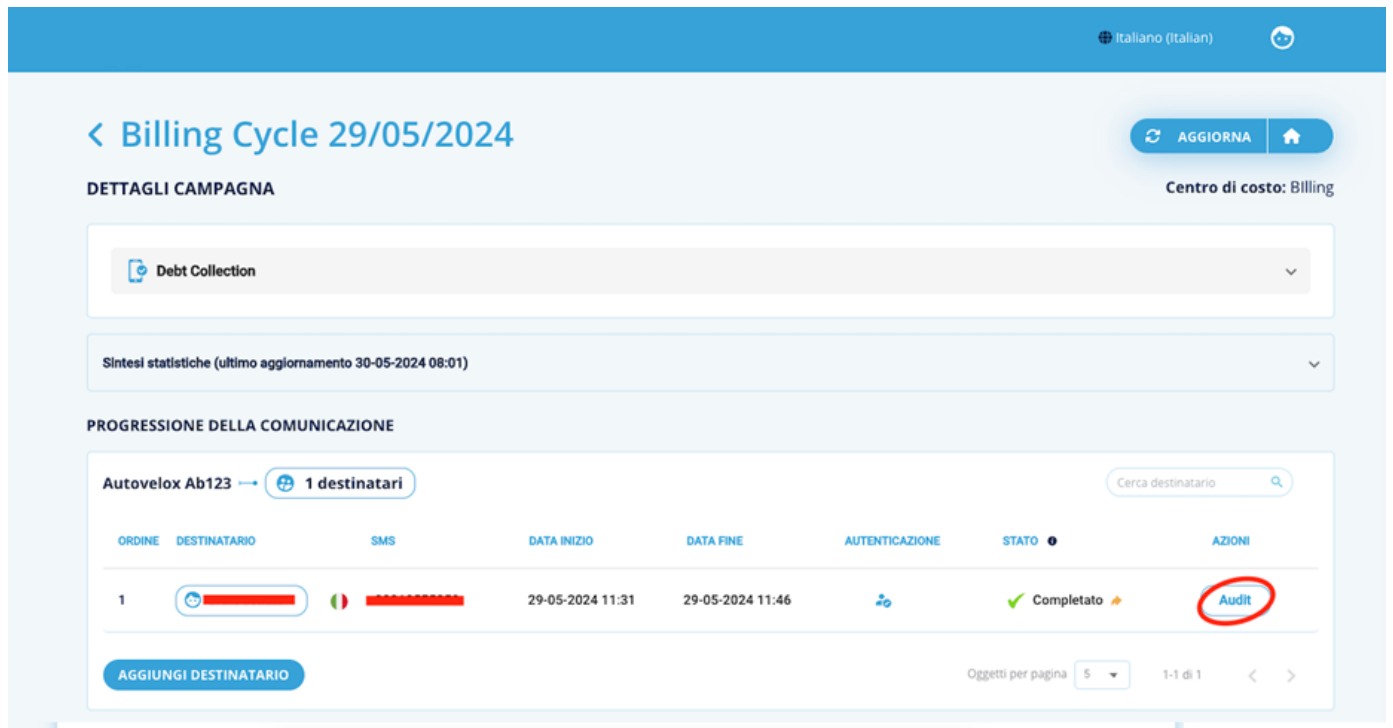 Italiano (Italian)
Billing Cycle 29/05/2024
AGGIORNA
DETTAGLI CAMPAGNA
Centro di costo: BIlling
Debt Collection
Sintesi statistiche (ultimo aggiornamento 30-05-2024 08:01)
PROGRESSIONE DELLA COMUNICAZIONE
Autovelox Ab123 → 1 destinatari
Cerca destinatario
ORDINE DESTINATARIO SMS DATA INIZIO DATA FINE AUTENTICAZIONE STATO AZIONI
1 29-05-2024 11:31 29-05-2024 11:46 Completato Audit
AGGIUNGI DESTINATARIO
Oggetti per pagina 5 1-1 di 1